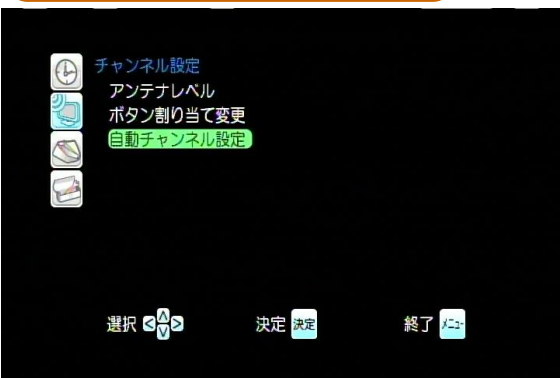 チャンネル設定
アンテナレベル
ボタン割り当て変更
自動チャンネル設定
選択 決定 決定 終了 メニュー